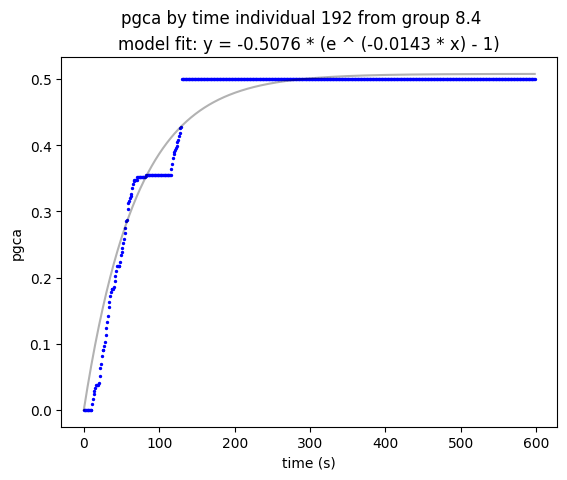 pgca by time individual 192 from group 8.4
model fit: y = -0.5076 * (e ^ (-0.0143 * x) - 1)
0.5
0.4
0.3
0.2
0.1
0.0
pgca
0 100 200 300 400 500 600
time (s)